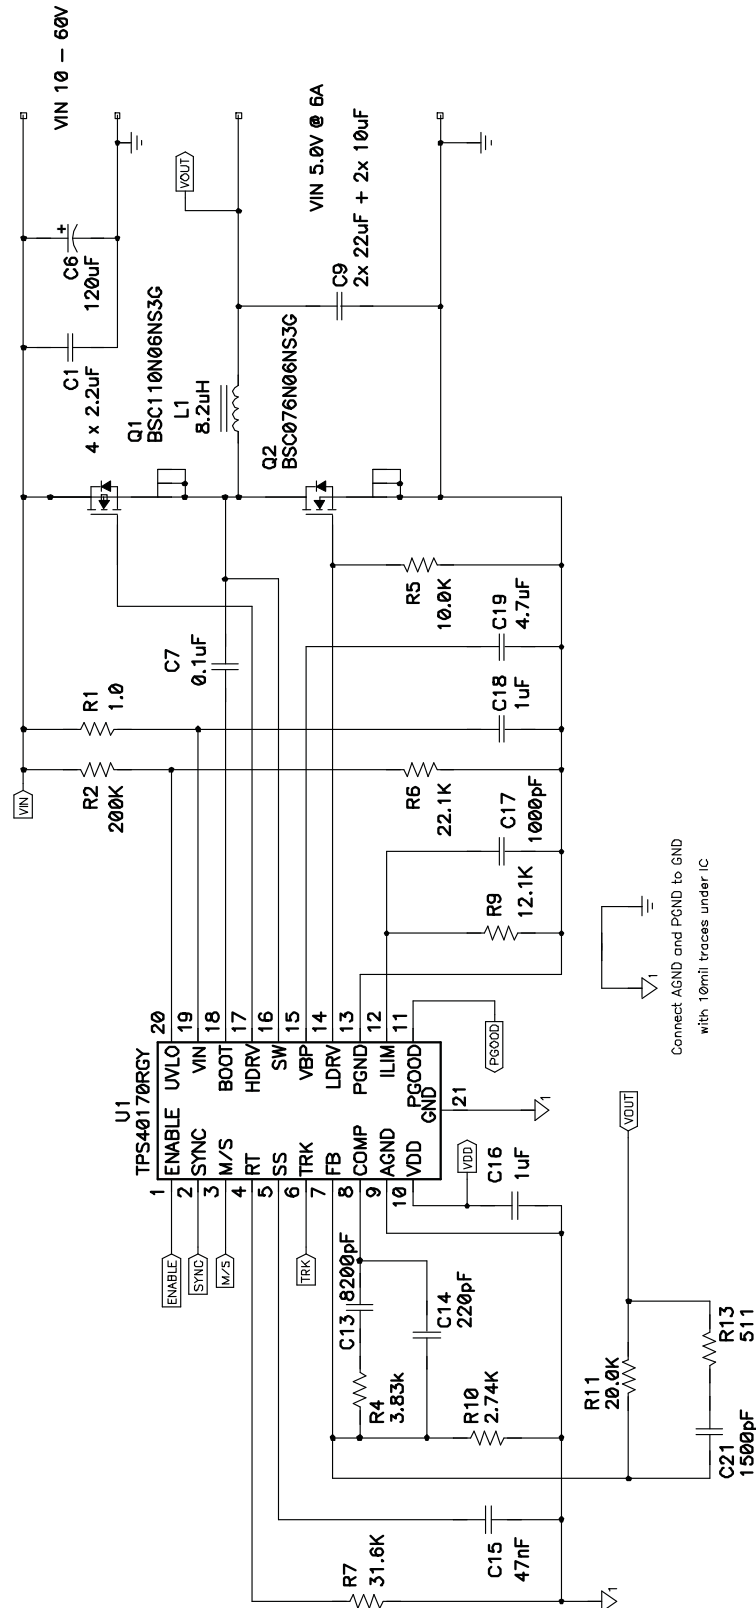 VIN 10 - 60V
VIN 5.0V @ 6A
VOUT
C6
120uF
+
C1
4 x 2.2uF
C9
2x 22uF + 2x 10uF
Q1
BSC110N06NS3G
L1
8.2uH
Q2
BSC076N06NS3G
R5
10.0K
C7
0.1uF
C19
4.7uF
R1
1.0
C18
1uF
VIN
R2
200K
R6
22.1K
C17
1000pF
R9
12.1K
Connect AGND and PGND to GND
with 10mil traces under IC
1
U1
TPS40170RGY
20 UVLO
19 VIN
18 BOOT
17 HDRV
16 SW
15 VBP
14 LDRV
13 PGND
12 ILIM
11 PGOOD
21 GND
1 ENABLE
2 SYNC
3 M/S
4 RT
5 SS
6 TRK
7 FB
8 COMP
9 AGND
10 VDD
PGOOD
1
VDD
C16
1uF
ENABLE
SYNC
M/S
TRK
VOUT
C13 8200pF
C14
220pF
R4
3.83k
R10
2.74K
R11
20.0K
R13
511
C21
1500pF
C15
47nF
R7
31.6K
1